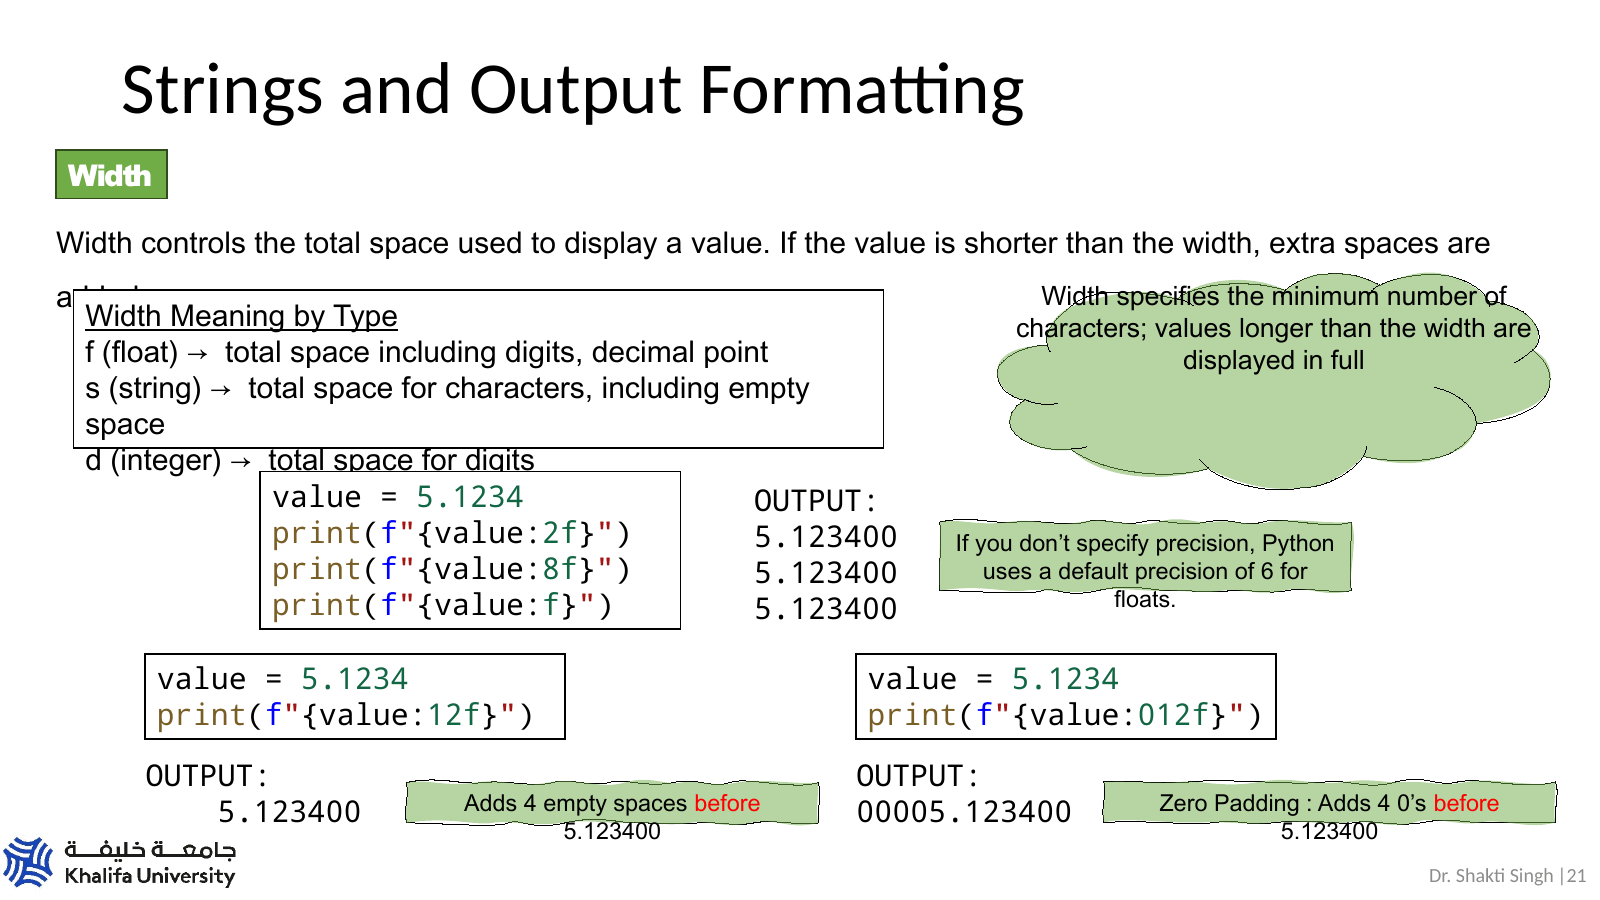 Strings and Output Formatting
Width
Width controls the total space used to display a value. If the value is shorter than the width, extra spaces are
Width Meaning by Type
f (float) → total space including digits, decimal point
s (string) → total space for characters, including empty
space
d (integer) → total space for digits
Width specifies the minimum number of
characters; values longer than the width are
displayed in full
value = 5.1234
print(f"{value:2f}")
print(f"{value:8f}")
print(f"{value:f}")
OUTPUT:
5.123400
5.123400
5.123400
If you don’t specify precision, Python
uses a default precision of 6 for
floats.
value = 5.1234
print(f"{value:12f}")
OUTPUT:
    5.123400
Adds 4 empty spaces before
5.123400
value = 5.1234
print(f"{value:012f}")
OUTPUT:
00005.123400
Zero Padding : Adds 4 0’s before
5.123400
جامعة خليفة
Khalifa University
Dr. Shakti Singh |21